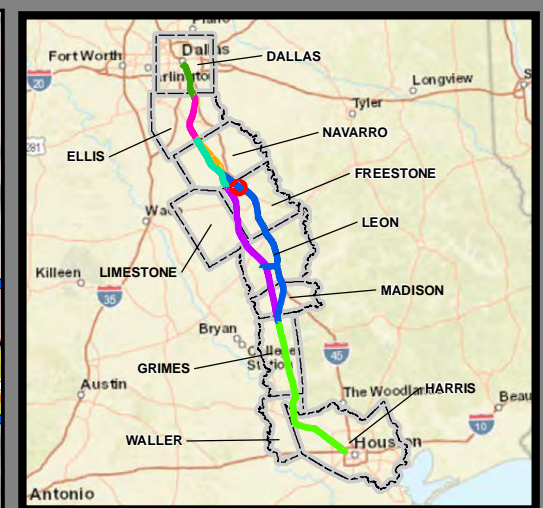 Plano
Dallas
DALLAS
Fort Worth
Arlington
20
Longview
Tyler
281
NAVARRO
ELLIS
FREESTONE
Wa
LEON
LIMESTONE
Killeen
35
MADISON
Bryan
College
Station
45
GRIMES
Austin
The Woodlands
HARRIS
Beau
10
WALLER
Houston
Antonio